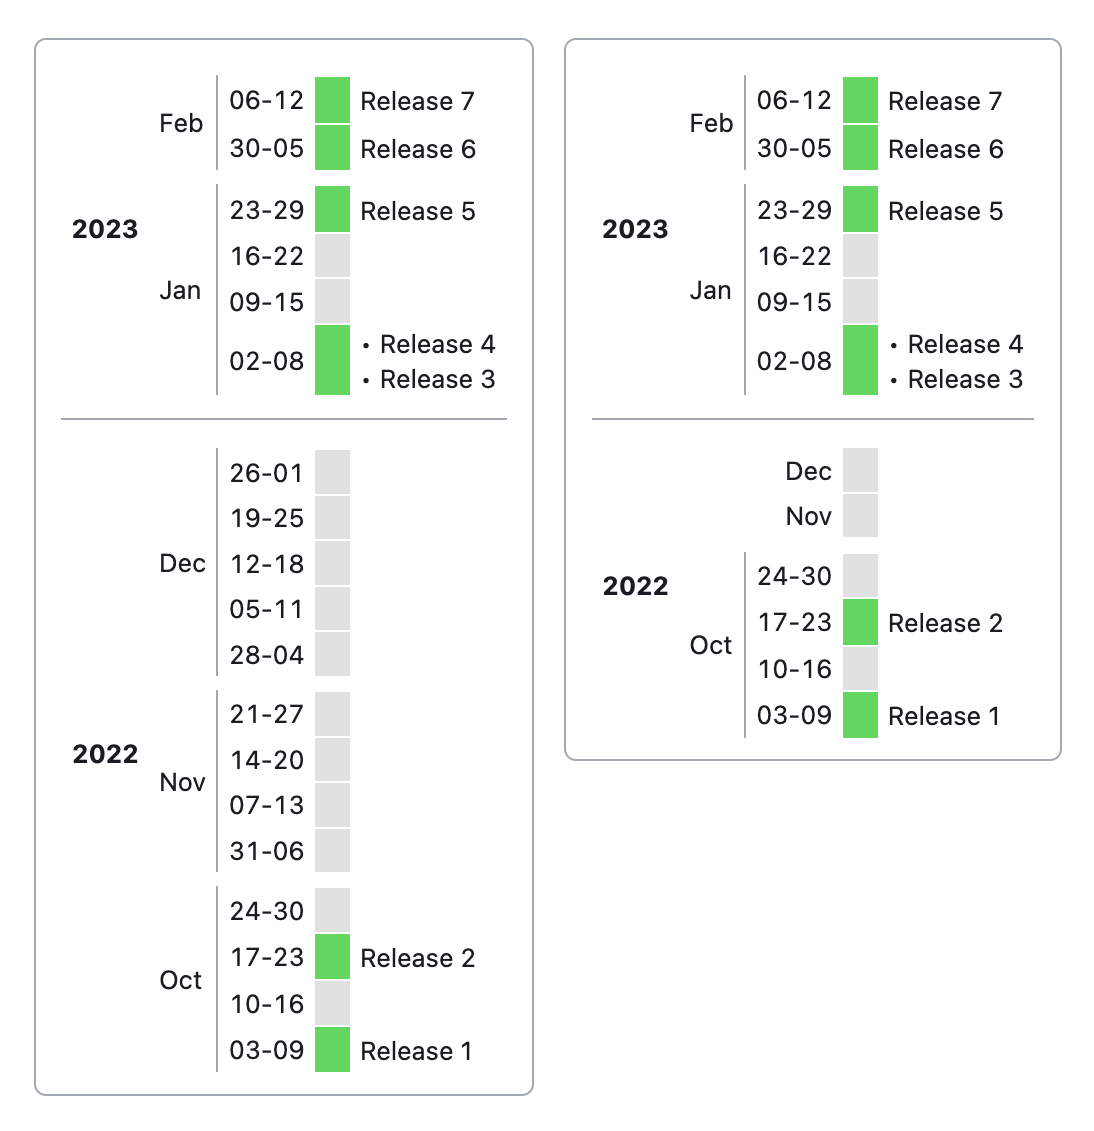 Feb
06-12 Release 7
30-05 Release 6
2023
Jan
23-29 Release 5
16-22
09-15
02-08
• Release 4
• Release 3
2022
Dec
26-01
19-25
12-18
05-11
28-04
Nov
21-27
14-20
07-13
31-06
Oct
24-30
17-23 Release 2
10-16
03-09 Release 1
Feb
06-12 Release 7
30-05 Release 6
2023
Jan
23-29 Release 5
16-22
09-15
02-08
• Release 4
• Release 3
2022
Dec
Nov
Oct
24-30
17-23 Release 2
10-16
03-09 Release 1